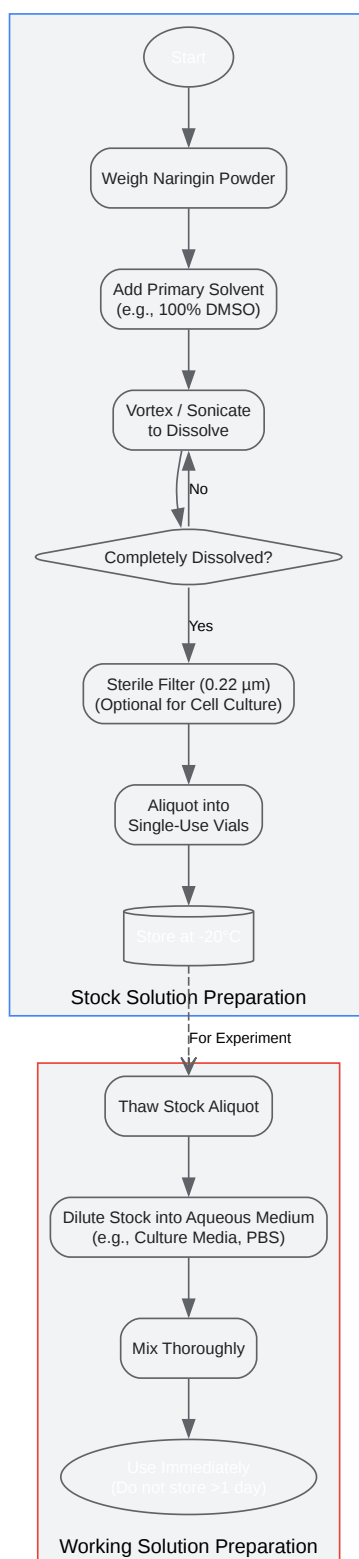 Start
Weigh Naringin Powder
Add Primary Solvent
(e.g., 100% DMSO)
Vortex / Sonicate
to Dissolve
No
Completely Dissolved?
Yes
Sterile Filter (0.22 µm)
(Optional for Cell Culture)
Aliquot into
Single-Use Vials
Store at -20°C
Stock Solution Preparation
For Experiment
Thaw Stock Aliquot
Dilute Stock into Aqueous Medium
(e.g., Culture Media, PBS)
Mix Thoroughly
Use Immediately
(Do not store >1 day)
Working Solution Preparation